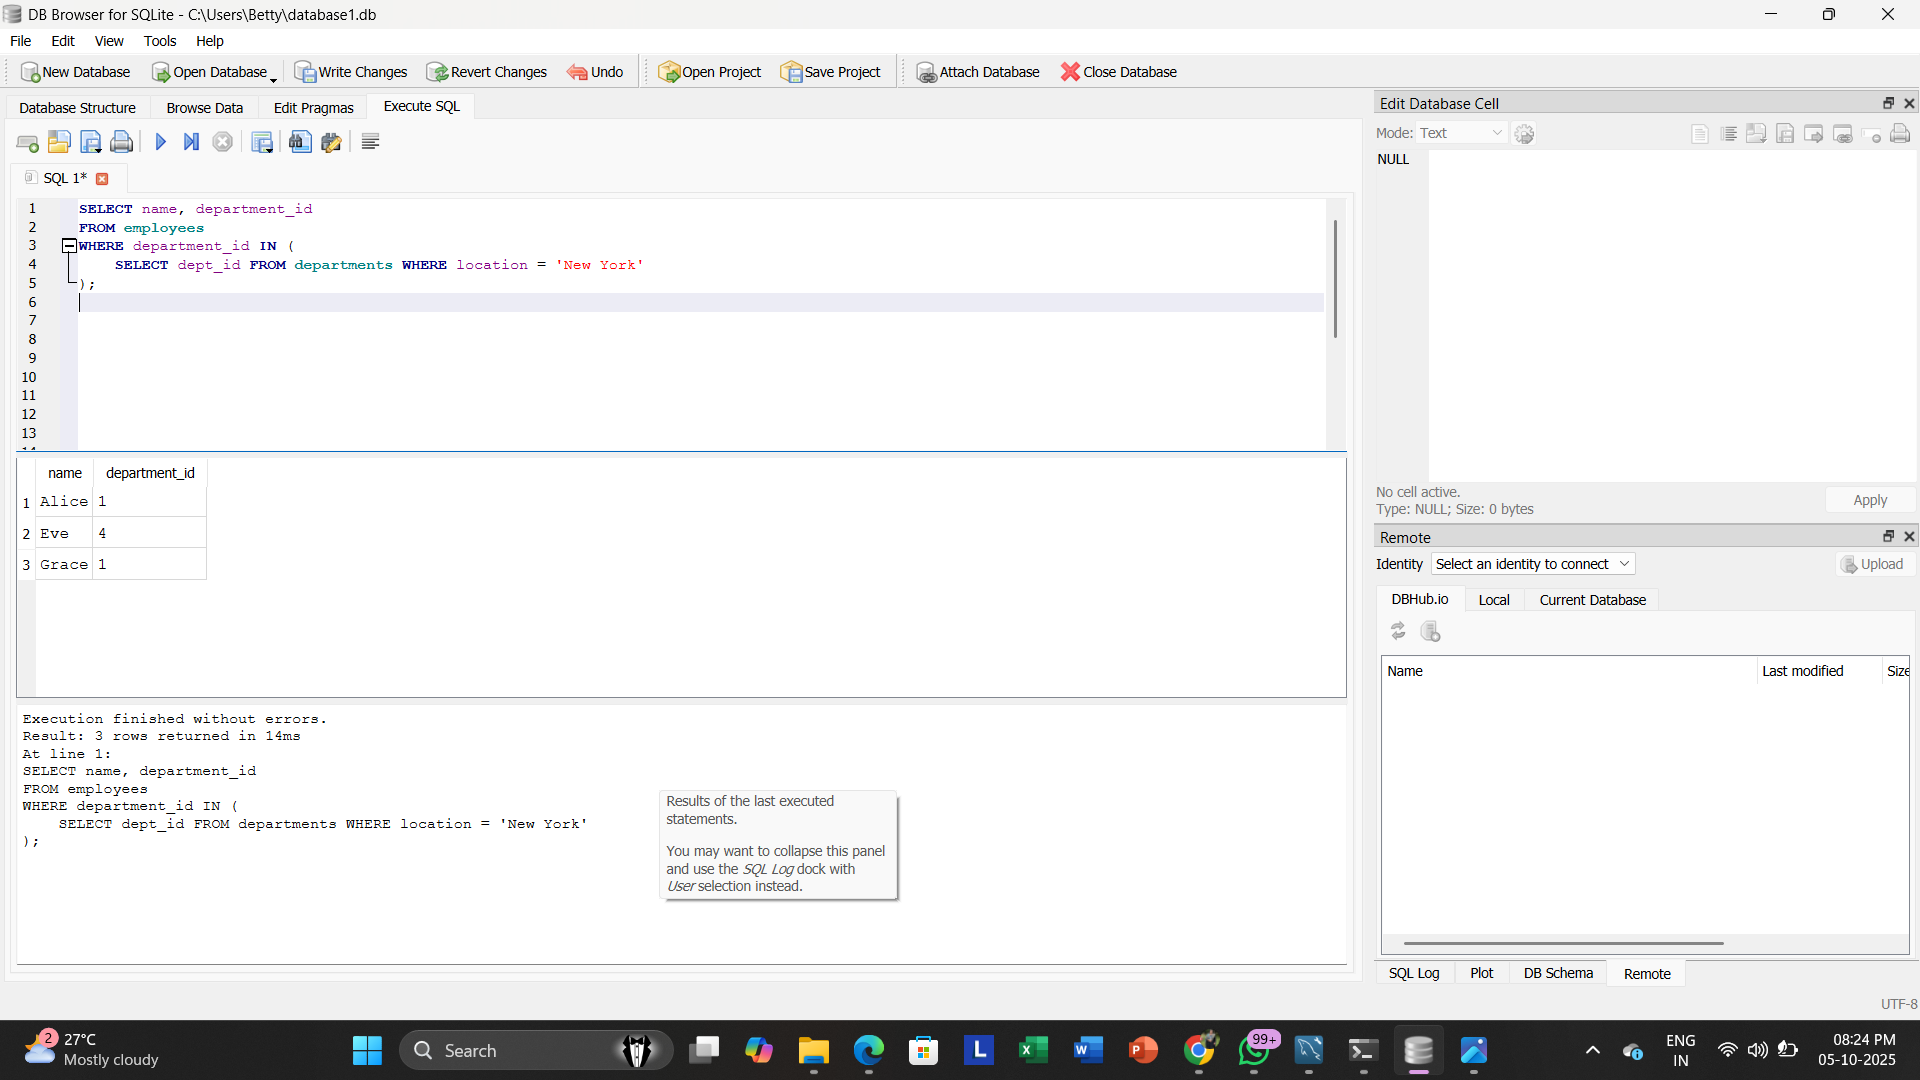 DB Browser for SQLite - C:\Users\Betty\database1.db
File Edit View Tools Help
New Database Open Database Write Changes Revert Changes Undo Open Project Save Project Attach Database Close Database
Database Structure Browse Data Edit Pragmas Execute SQL
SQL 1*
1 SELECT name, department_id
2 FROM employees
3 WHERE department_id IN (
4 SELECT dept_id FROM departments WHERE location = 'New York'
5 );
6
7
8
9
10
11
12
13
name department_id
1 Alice 1
2 Eve 4
3 Grace 1
Execution finished without errors.
Result: 3 rows returned in 14ms
At line 1:
SELECT name, department_id
FROM employees
WHERE department_id IN (
SELECT dept_id FROM departments WHERE location = 'New York'
);
Results of the last executed
statements.
You may want to collapse this panel
and use the SQL Log dock with
User selection instead.
Edit Database Cell
Mode: Text
NULL
No cell active.
Type: NULL; Size: 0 bytes
Apply
Remote
Identity Select an identity to connect Upload
DBHub.io Local Current Database
Name Last modified Size
SQL Log Plot DB Schema Remote
UTF-8
2 27°C
Mostly cloudy
Search
L
99+
ENG
IN
08:24 PM
05-10-2025